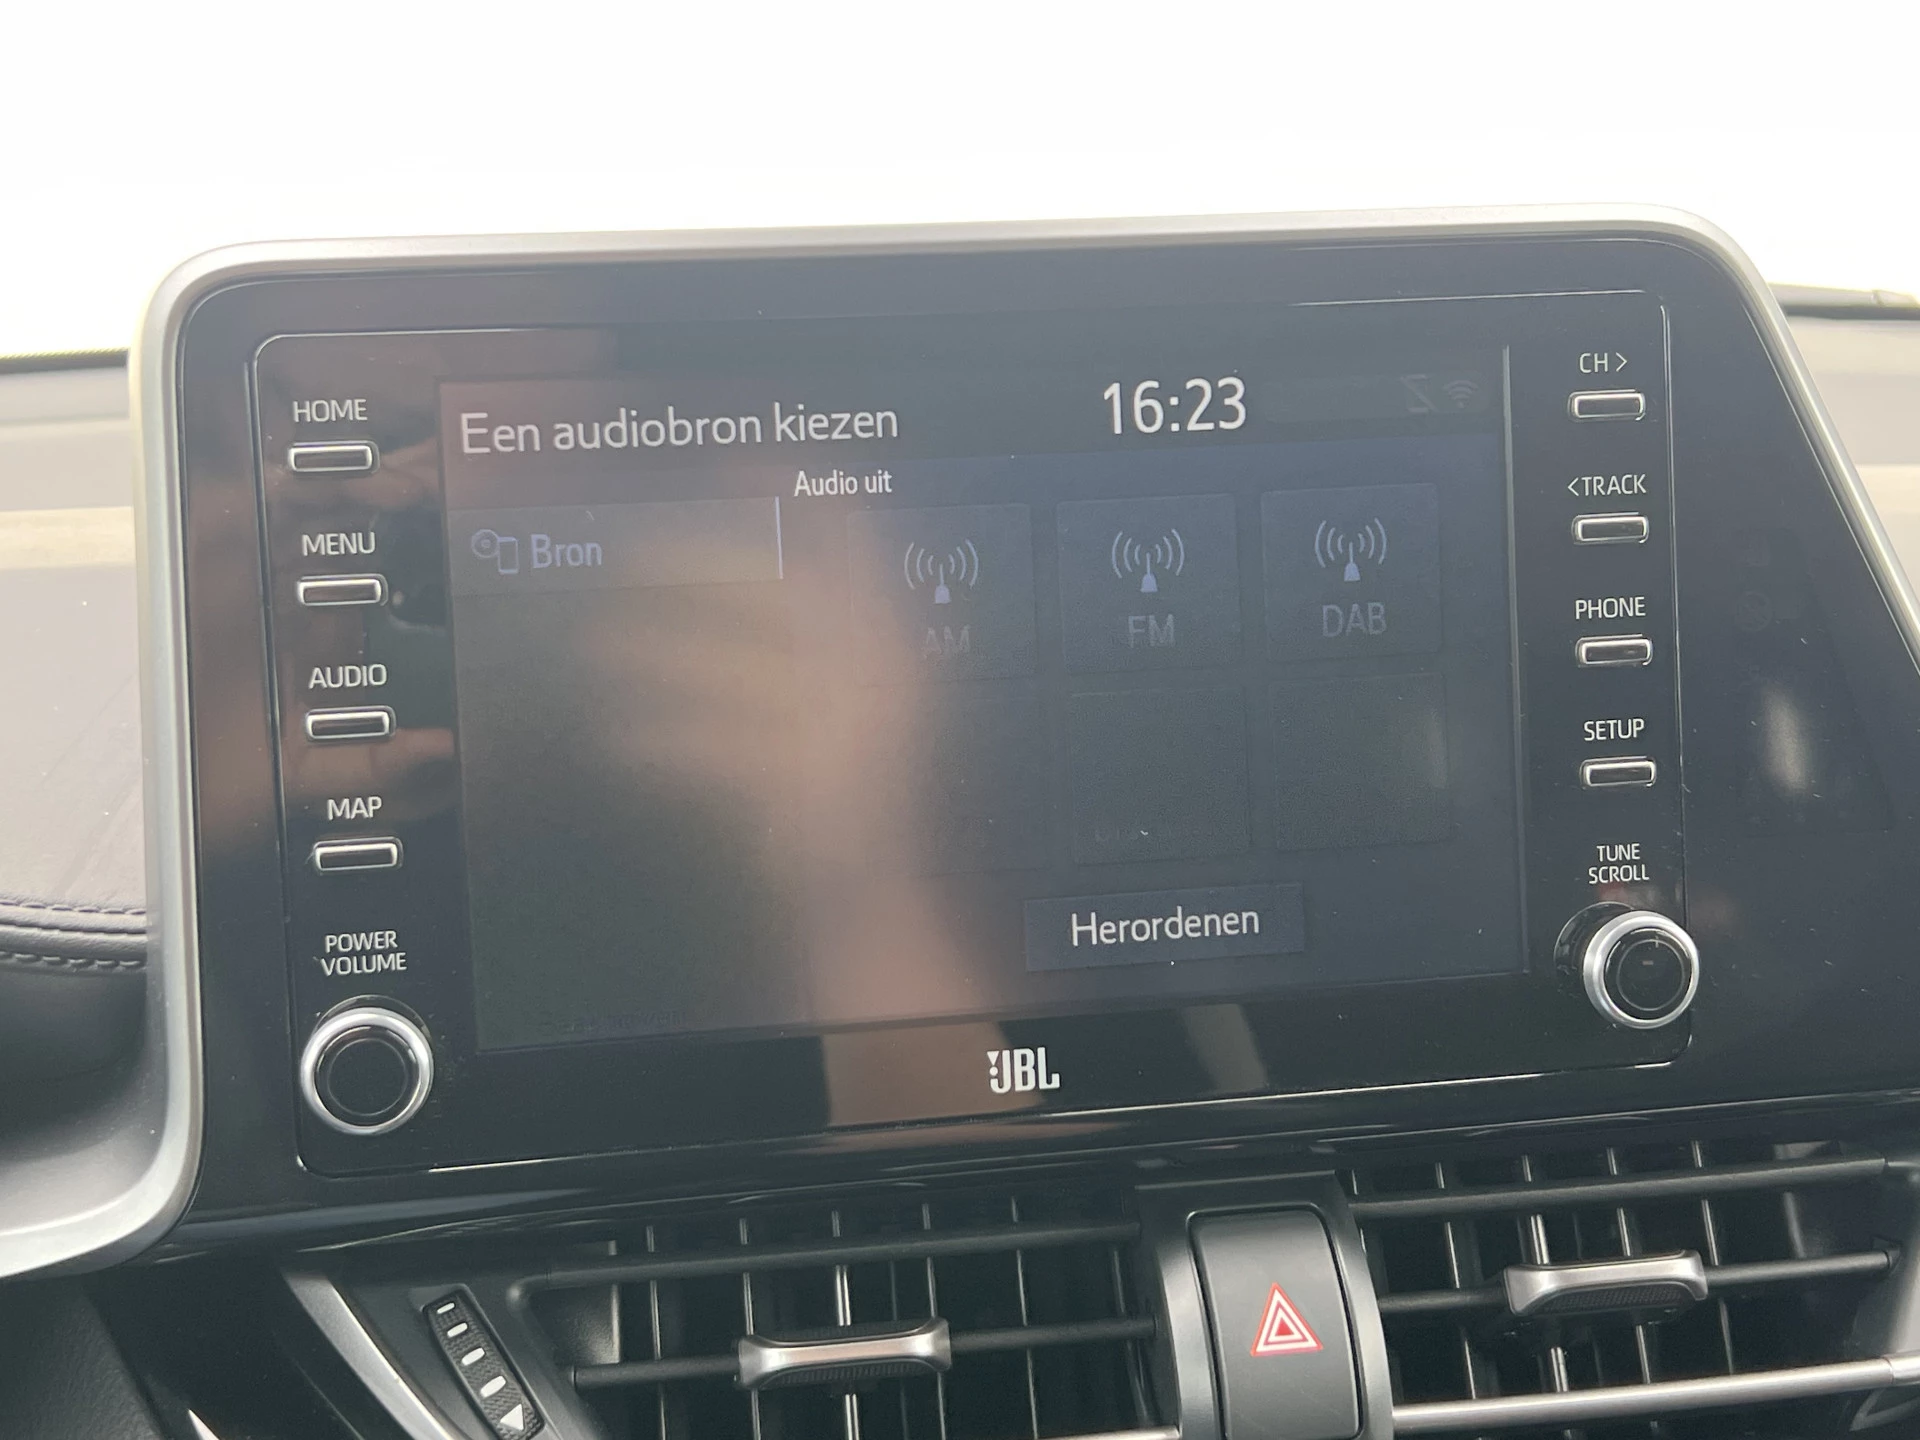 HOME
MENU
AUDIO
MAP
POWER
VOLUME
Een audiobron kiezen
16:23
Audio uit
Bron
AM
FM
DAB
Herordenen
JBL
CH >
<TRACK
PHONE
SETUP
TUNE
SCROLL